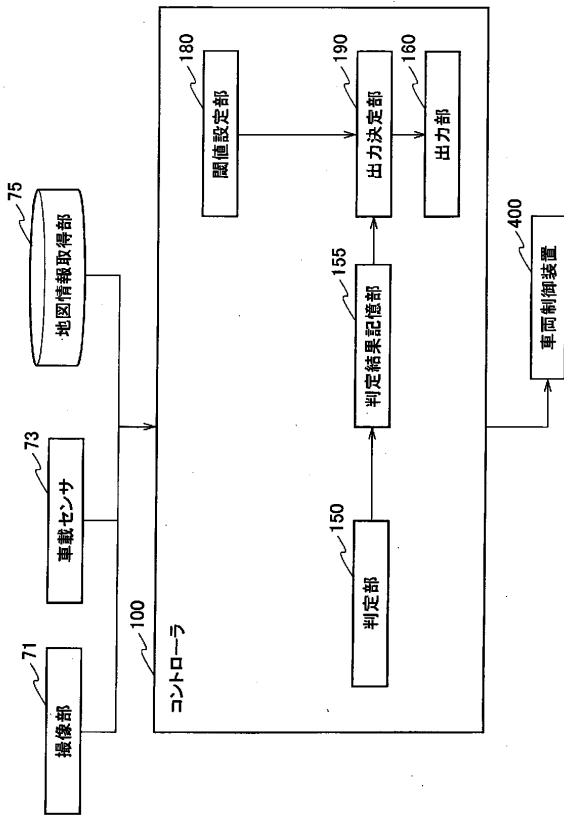 撮像部
71
車載センサ
73
地図情報取得部
75
コントローラ
100
判定部
150
判定結果記憶部
155
閾値設定部
180
出力決定部
190
出力部
160
車両制御装置
400